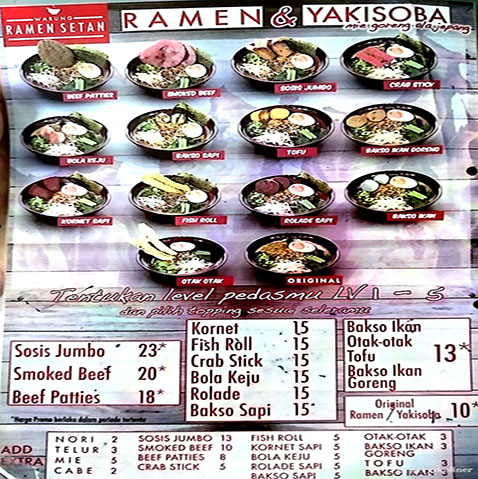 WARUNG
RAMEN SETAN
RAMEN & YAKISOBA
mie goreng ala jepang
BEEF PATTIES
SMOKED BEEF
SOSIS JUMBO
CRAB STICK
BOLA KEJU
BAKSO SAPI
TOFU
BAKSO IKAN GORENG
KORNET SAPI
FISH ROLL
ROLADE SAPI
BAKSO IKAN
OTAK OTAK
ORIGINAL
Tentukan level pedasmu LV 1 - 5
dan pilih topping sesuai seleramu
Sosis Jumbo 23*
Smoked Beef 20*
Beef Patties 18*
*Harga Promo berlaku dalam periode tertentu
Kornet 15
Fish Roll 15
Crab Stick 15
Bola Keju 15
Rolade 15
Bakso Sapi 15
Bakso Ikan
Otak-otak
Tofu 13*
Bakso Ikan
Goreng
Original
Ramen / Yakisoba 10*
ADD
EXTRA
NORI 2
TELUR 3
MIE 5
CABE 2
SOSIS JUMBO 13
SMOKED BEEF 10
BEEF PATTIES 8
CRAB STICK 5
FISH ROLL 5
KORNET SAPI 5
BOLA KEJU 5
ROLADE SAPI 5
BAKSO SAPI 5
OTAK-OTAK 3
BAKSO IKAN 3
GORENG
TOFU 3
BAKSO IKAN 3